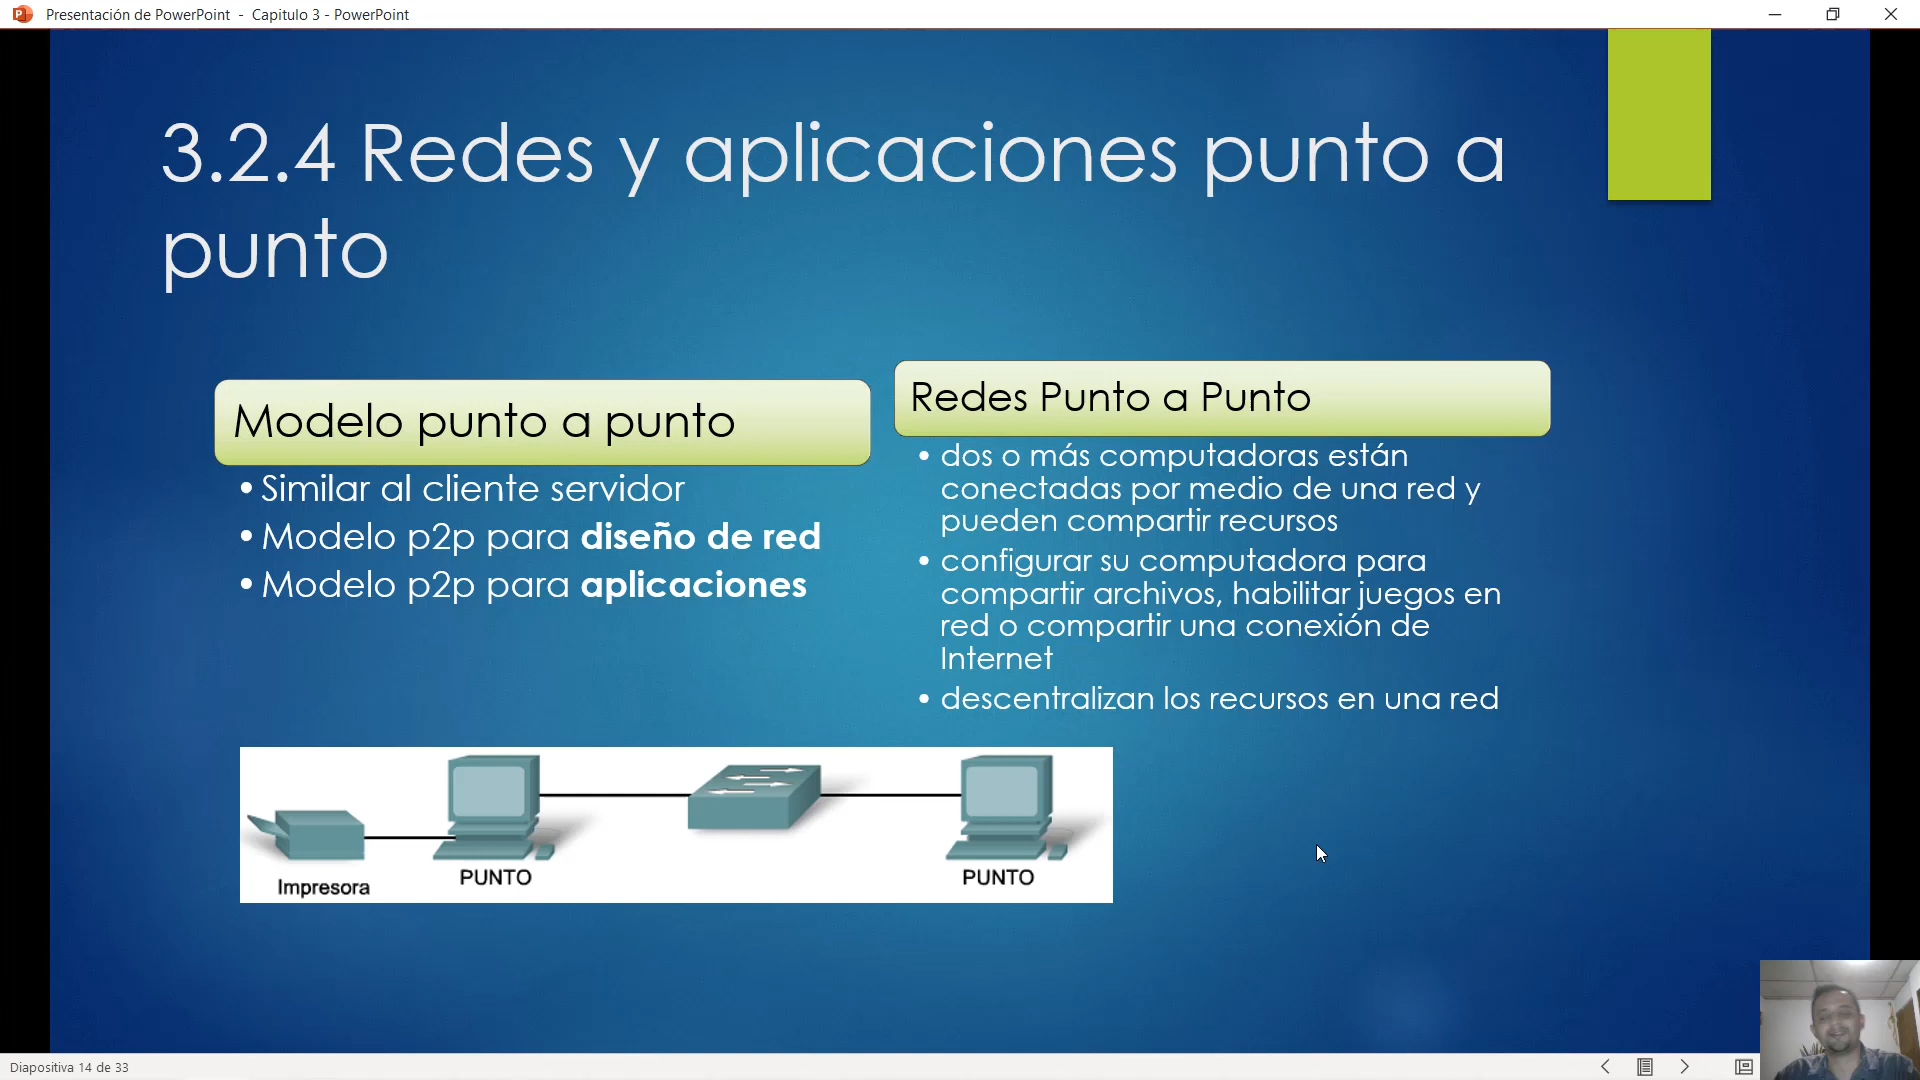 Presentación de PowerPoint - Capitulo 3 - PowerPoint
3.2.4 Redes y aplicaciones punto a
punto
Modelo punto a punto
• Similar al cliente servidor
• Modelo p2p para diseño de red
• Modelo p2p para aplicaciones
Redes Punto a Punto
• dos o más computadoras están
conectadas por medio de una red y
pueden compartir recursos
• configurar su computadora para
compartir archivos, habilitar juegos en
red o compartir una conexión de
Internet
• descentralizan los recursos en una red
Impresora
PUNTO
PUNTO
Diapositiva 14 de 33